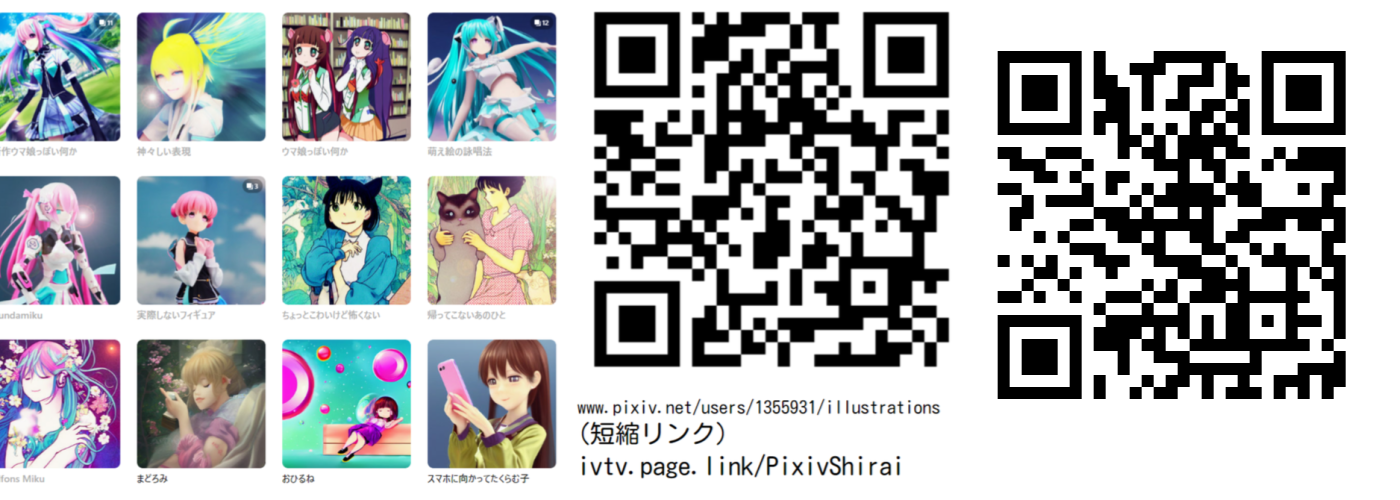 11
12
作ウマ娘っぽい何か
神々しい表現
ウマ娘っぽい何か
萌え絵の詠唱法
3
undamiku
実際しないフィギュア
ちょっとこわいけど怖くない
帰ってこないあのひと
lfons Miku
まどろみ
おひるね
スマホに向かってたくらむ子
www.pixiv.net/users/1355931/illustrations
(短縮リンク)
ivtv.page.link/PixivShirai